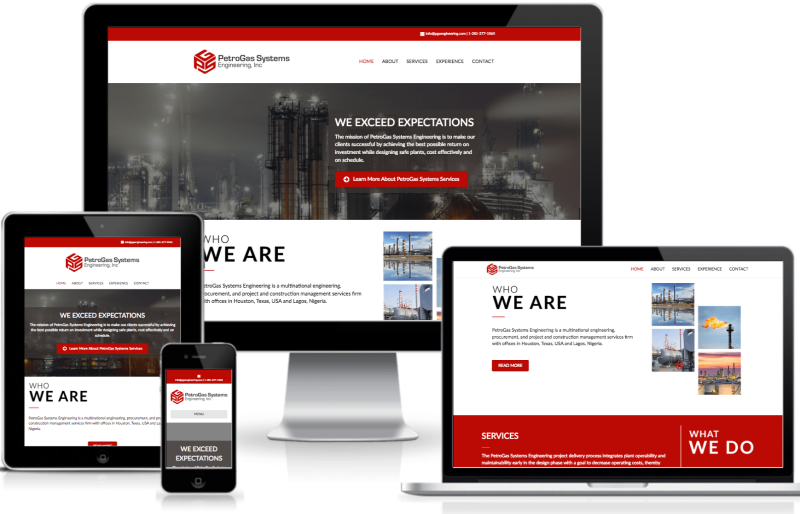 info@pgsengineering.com | 1-281-277-1069
PetroGas Systems
Engineering, Inc
HOME ABOUT SERVICES EXPERIENCE CONTACT
WE EXCEED EXPECTATIONS
The mission of PetroGas Systems Engineering is to make our
clients successful by achieving the best possible return on
investment while designing safe plants, cost effectively and
on schedule.
Learn More About PetroGas Systems Services
WHO
WE ARE
PetroGas Systems Engineering is a multinational engineering,
procurement, and project and construction management services firm
with offices in Houston, Texas, USA and Lagos, Nigeria.
PetroGas Systems
Engineering, Inc
HOME ABOUT SERVICES EXPERIENCE CONTACT
WE EXCEED EXPECTATIONS
The mission of PetroGas Systems Engineering is to make our clients successful by achieving
the best possible return on investment while designing safe plants, cost effectively and on
schedule.
Learn More About PetroGas Systems Services
WHO
WE ARE
PetroGas Systems Engineering is a multinational engineering, procurement, and project and
construction management services firm with offices in Houston, Texas, USA and Lagos,
Nigeria.
PetroGas Systems
Engineering, Inc
MENU
WE EXCEED
EXPECTATIONS
PetroGas Systems
Engineering, Inc
HOME ABOUT SERVICES EXPERIENCE CONTACT
WHO
WE ARE
PetroGas Systems Engineering is a multinational engineering,
procurement, and project and construction management services firm
with offices in Houston, Texas, USA and Lagos, Nigeria.
READ MORE
SERVICES
The PetroGas Systems Engineering project delivery process integrates plant operability and
maintainability early in the design phase with a goal to decrease operating costs, thereby
WHAT
WE DO